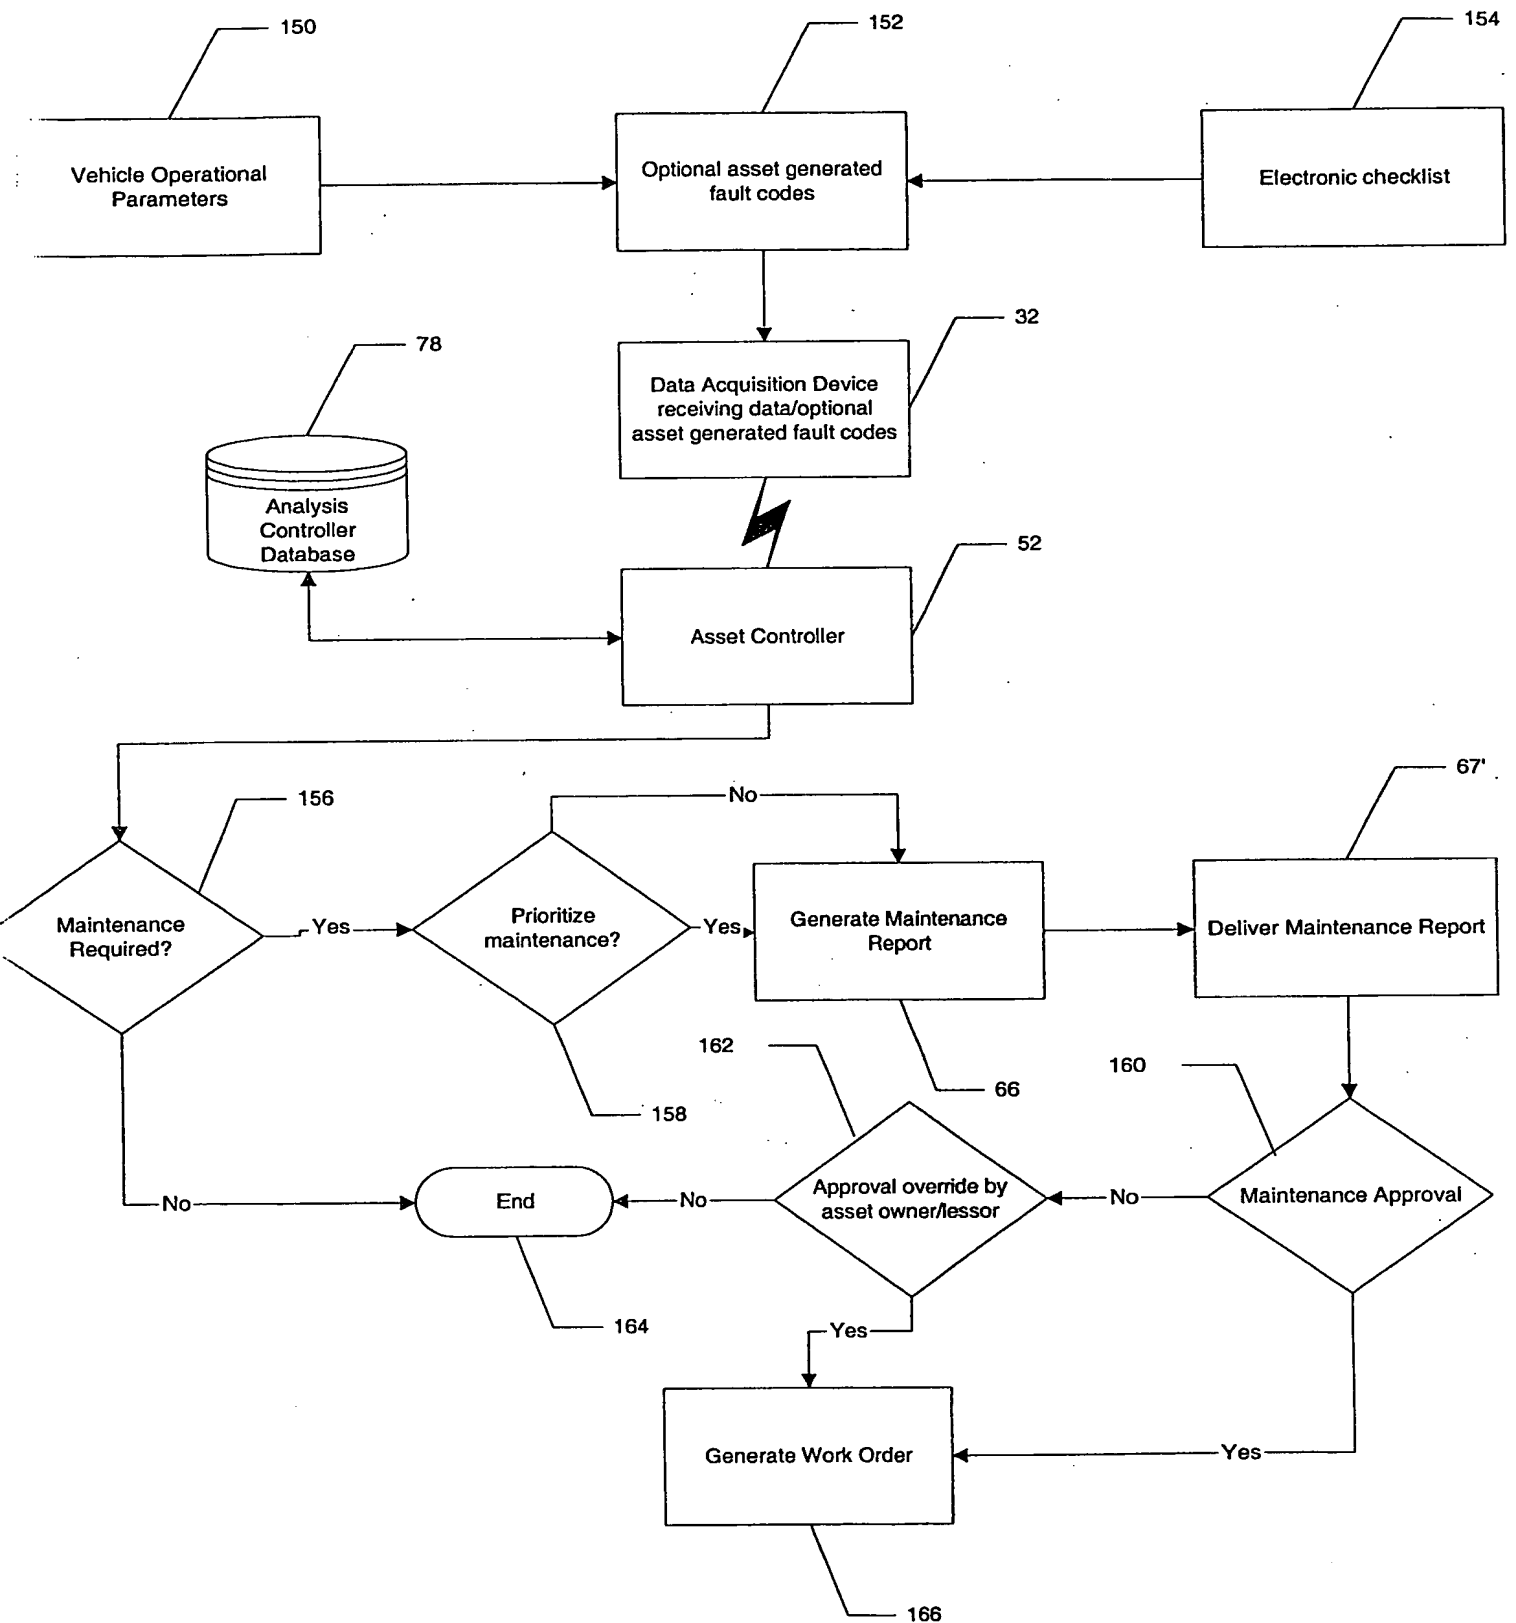 150
152
154
Vehicle Operational
Parameters
Optional asset generated
fault codes
Electronic checklist
32
78
Data Acquisition Device
receiving data/optional
asset generated fault codes
Analysis
Controller
Database
52
Asset Controller
67'
156
No
Maintenance
Required?
Yes
Prioritize
maintenance?
Yes
Generate Maintenance
Report
Deliver Maintenance Report
162
160
66
158
No
End
No
Approval override by
asset owner/lessor
No
Maintenance Approval
164
Yes
Generate Work Order
Yes
166